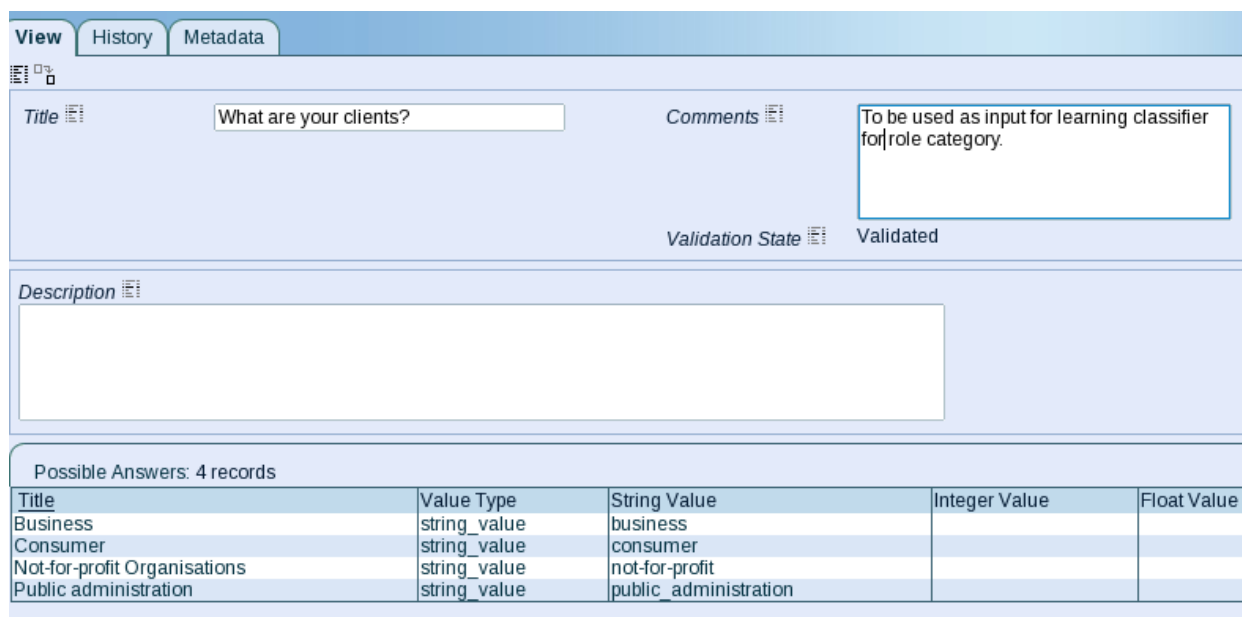 View History Metadata
Title What are your clients? Comments To be used as input for learning classifier
for role category.
Validation State Validated
Description
Possible Answers: 4 records
Title Value Type String Value Integer Value Float Value
Business string_value business
Consumer string_value consumer
Not-for-profit Organisations string_value not-for-profit
Public administration string_value public_administration